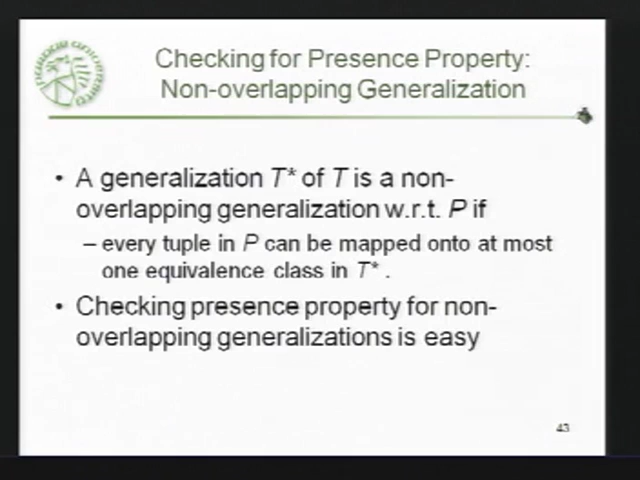 Checking for Presence Property:
Non-overlapping Generalization
• A generalization T* of T is a non-
overlapping generalization w.r.t. P if
– every tuple in P can be mapped onto at most
one equivalence class in T* .
• Checking presence property for non-
overlapping generalizations is easy
43